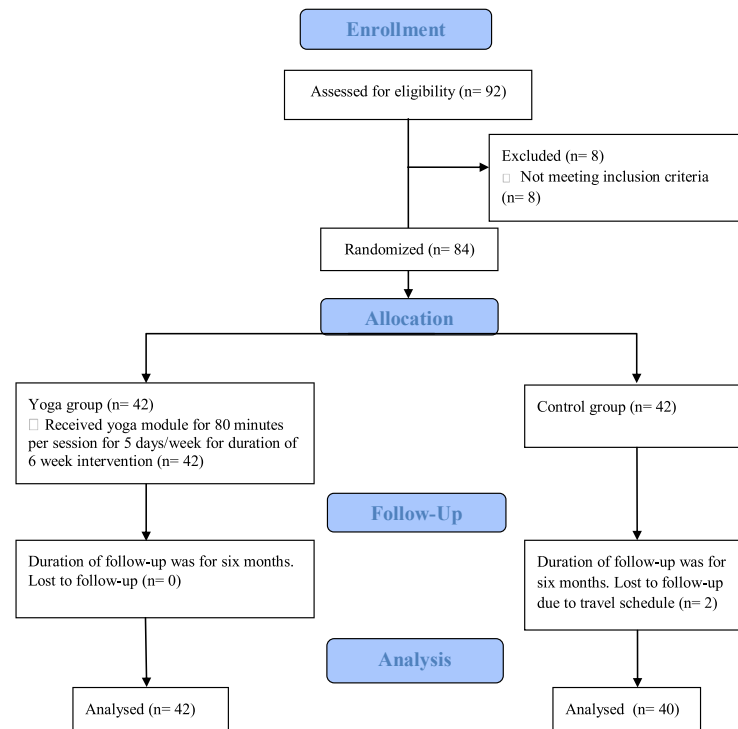 Enrollment
Assessed for eligibility (n= 92)
Excluded (n= 8)
□ Not meeting inclusion criteria
(n= 8)
Randomized (n= 84)
Allocation
Yoga group (n= 42)
□ Received yoga module for 80 minutes
per session for 5 days/week for duration of
6 week intervention (n= 42)
Control group (n= 42)
Follow-Up
Duration of follow-up was for six months.
Lost to follow-up (n= 0)
Duration of follow-up was for
six months. Lost to follow-up
due to travel schedule (n= 2)
Analysis
Analysed (n= 42)
Analysed (n= 40)